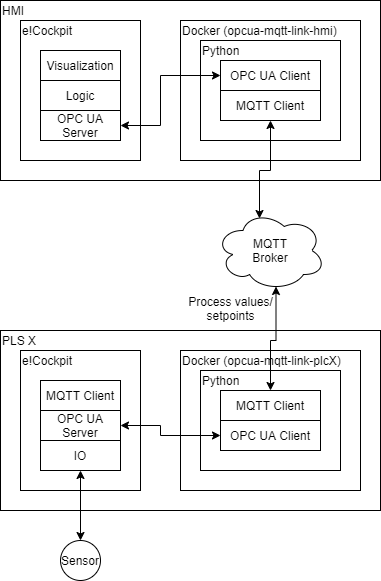 HMI
e!Cockpit
Visualization
Logic
OPC UA
Server
Docker (opcua-mqtt-link-hmi)
Python
OPC UA Client
MQTT Client
MQTT
Broker
Process values/
setpoints
PLS X
e!Cockpit
MQTT Client
OPC UA
Server
IO
Docker (opcua-mqtt-link-plcX)
Python
MQTT Client
OPC UA Client
Sensor